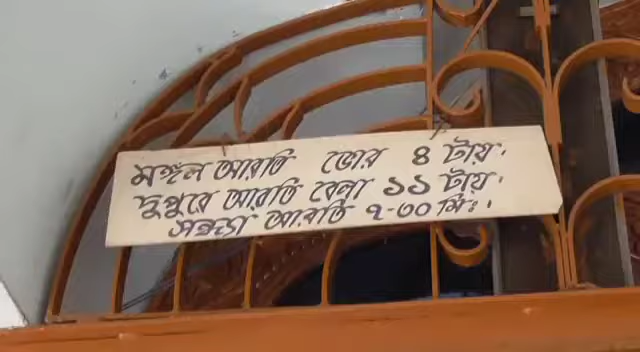 মঙ্গল আরতি ভোর ৪ টায়.
দুপুরে আরতি বেলা ১১ টায়.
সন্ধ্যা আরতি ৭-৩০ মিঃ.